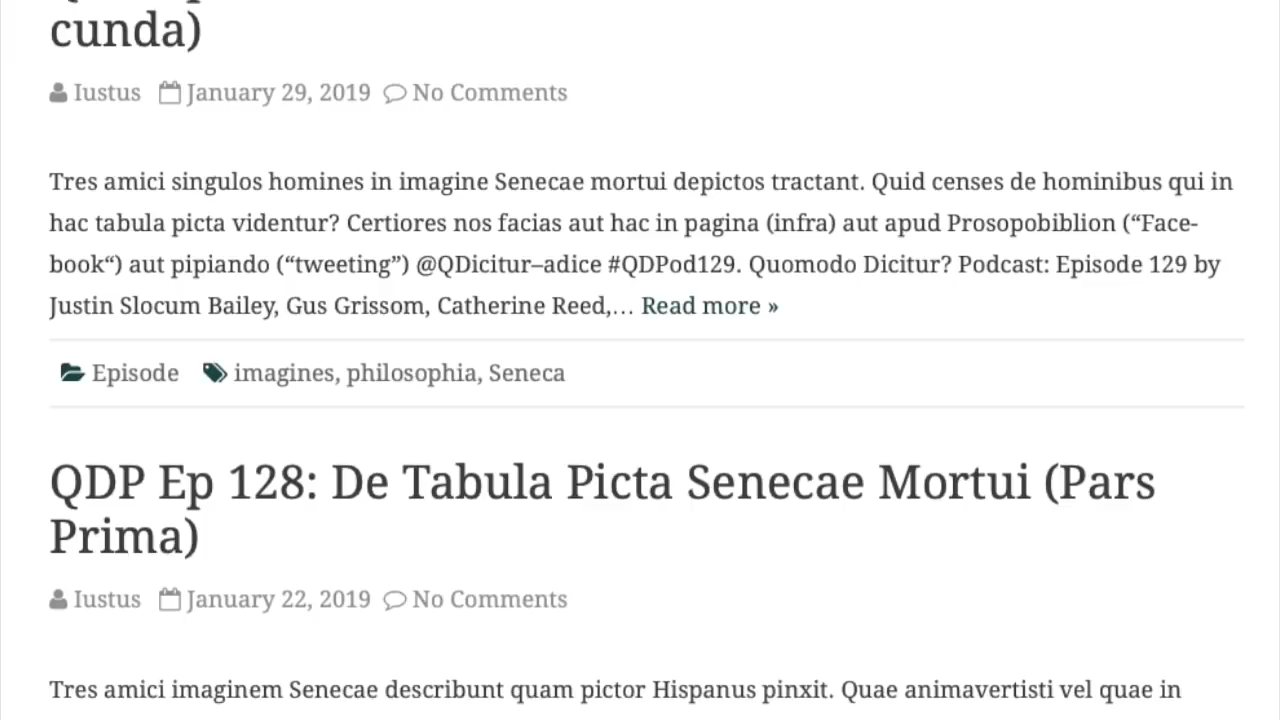 cunda)
Iustus January 29, 2019 No Comments
Tres amici singulos homines in imagine Senecae mortui depictos tractant. Quid censes de hominibus qui in
hac tabula picta videntur? Certiores nos facias aut hac in pagina (infra) aut apud Prosopobiblion (“Face-
book“) aut pipiando (“tweeting”) @QDicitur–adice #QDPod129. Quomodo Dicitur? Podcast: Episode 129 by
Justin Slocum Bailey, Gus Grissom, Catherine Reed,… Read more »
Episode imagines, philosophia, Seneca
QDP Ep 128: De Tabula Picta Senecae Mortui (Pars
Prima)
Iustus January 22, 2019 No Comments
Tres amici imaginem Senecae describunt quam pictor Hispanus pinxit. Quae animavertisti vel quae in